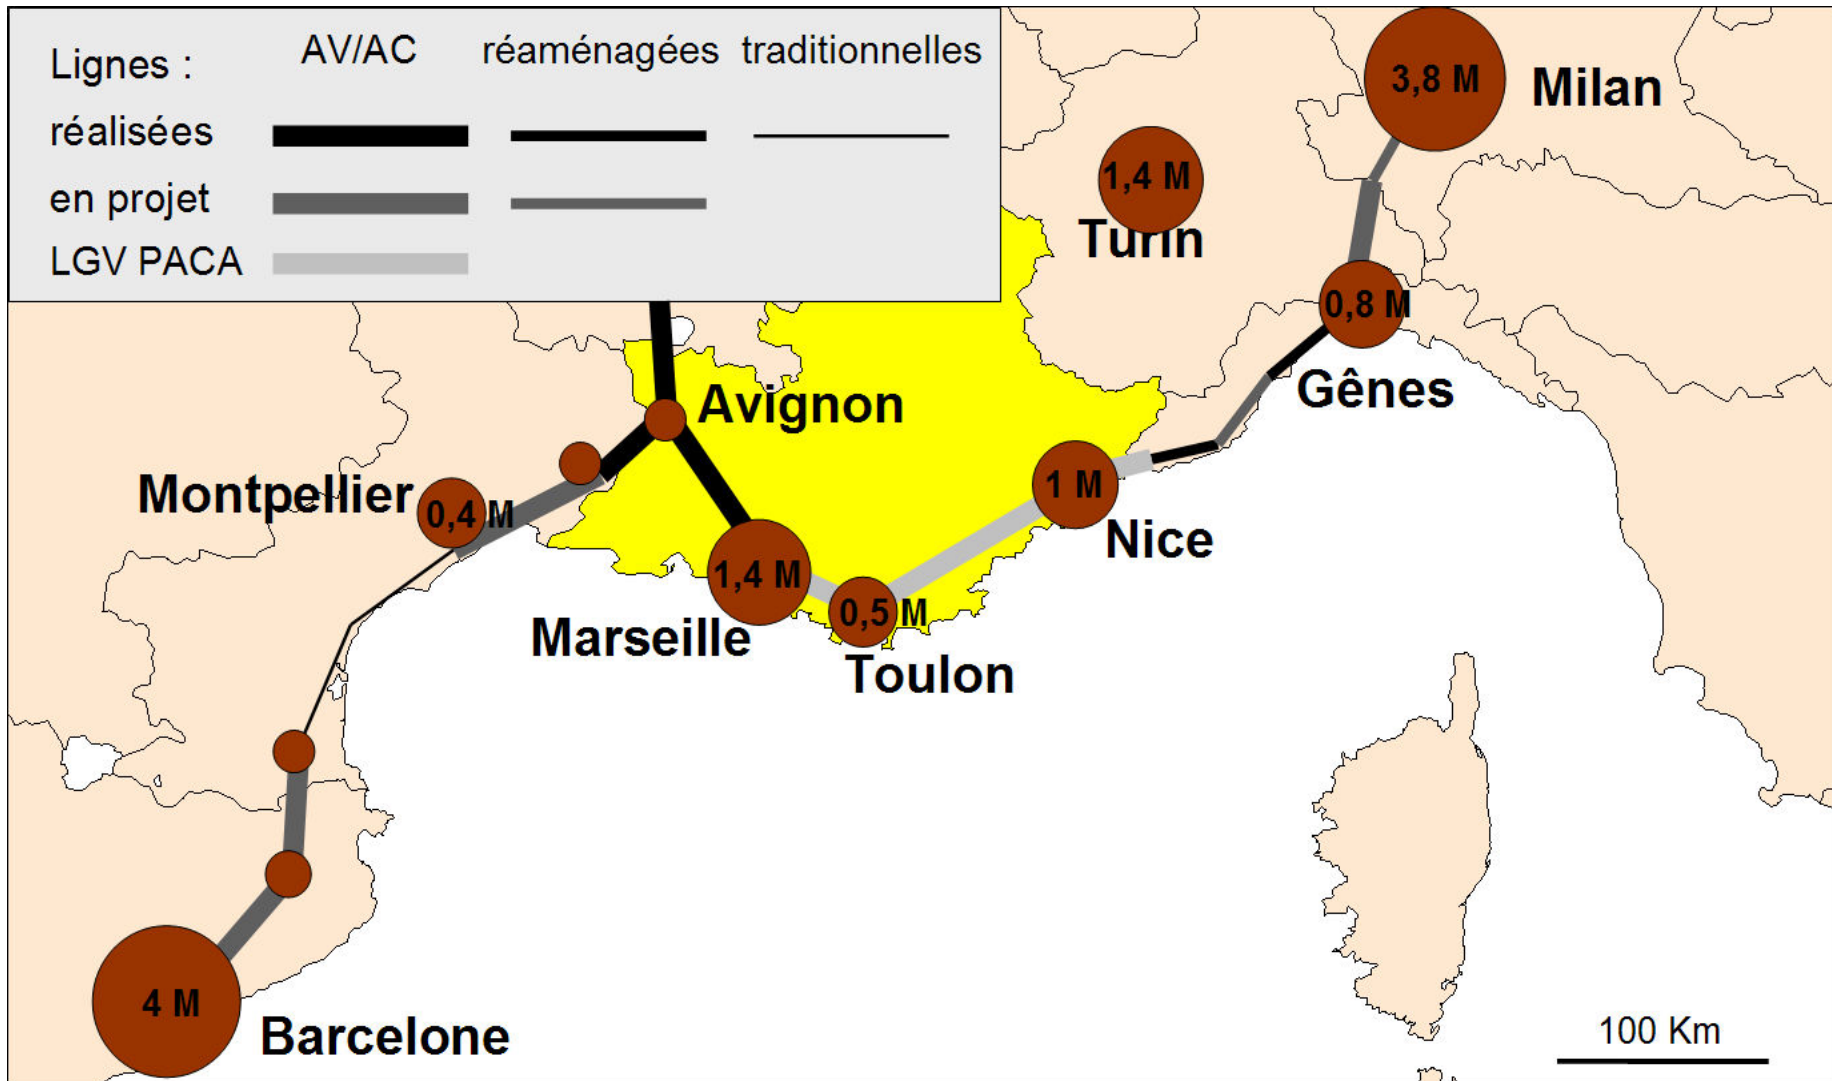 Lignes :
AV/AC
réaménagées
traditionnelles
réalisées
en projet
LGV PACA
3,8 M
Milan
1,4 M
Turin
0,8 M
Gênes
Avignon
Montpellier
0,4 M
1 M
Nice
1,4 M
Marseille
0,5 M
Toulon
4 M
Barcelone
100 Km